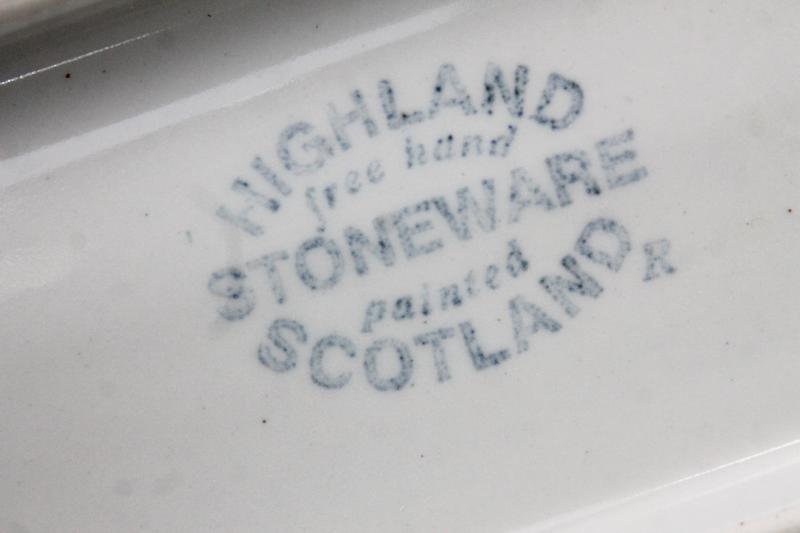 HIGHLAND
free hand
STONEWARE
painted
SCOTLAND R